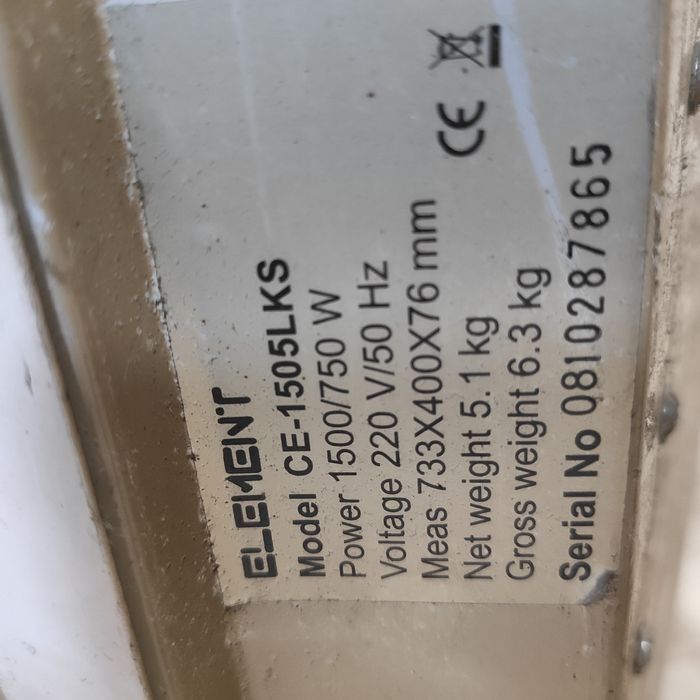 ELEMENT
Model CE-1505LKS
Power 1500/750 W
Voltage 220 V/50 Hz
Meas 733X400X76 mm
Net weight 5.1 kg
Gross weight 6.3 kg
Serial No 0810287865
CE